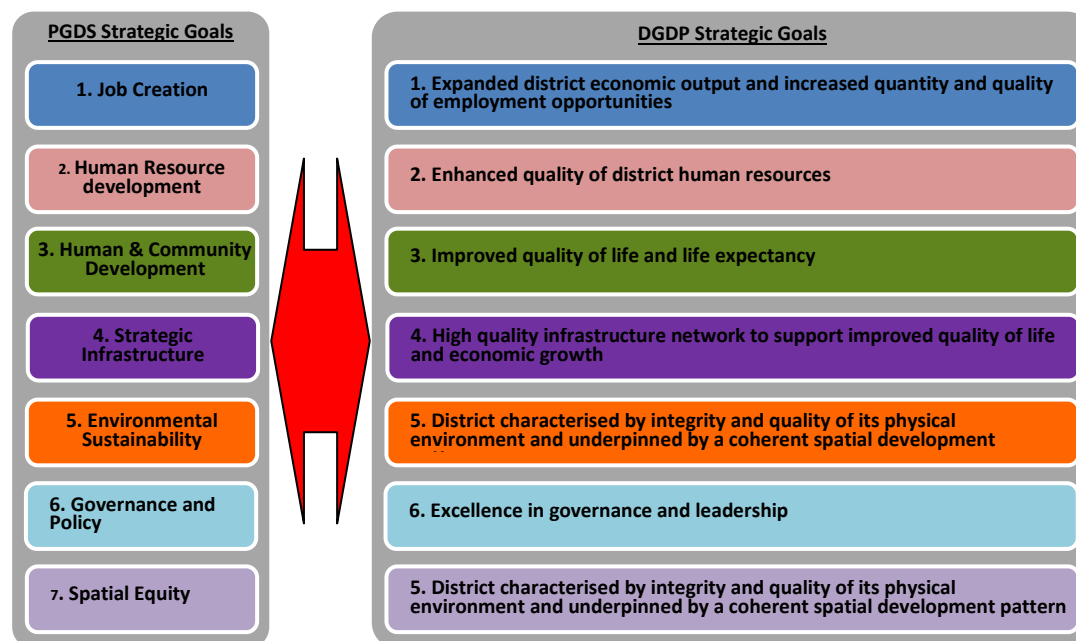 PGDS Strategic Goals
1. Job Creation
2. Human Resource
development
3. Human & Community
Development
4. Strategic
Infrastructure
5. Environmental
Sustainability
6. Governance and
Policy
7. Spatial Equity
DGDP Strategic Goals
1. Expanded district economic output and increased quantity and quality
of employment opportunities
2. Enhanced quality of district human resources
3. Improved quality of life and life expectancy
4. High quality infrastructure network to support improved quality of life
and economic growth
5. District characterised by integrity and quality of its physical
environment and underpinned by a coherent spatial development
6. Excellence in governance and leadership
5. District characterised by integrity and quality of its physical
environment and underpinned by a coherent spatial development pattern